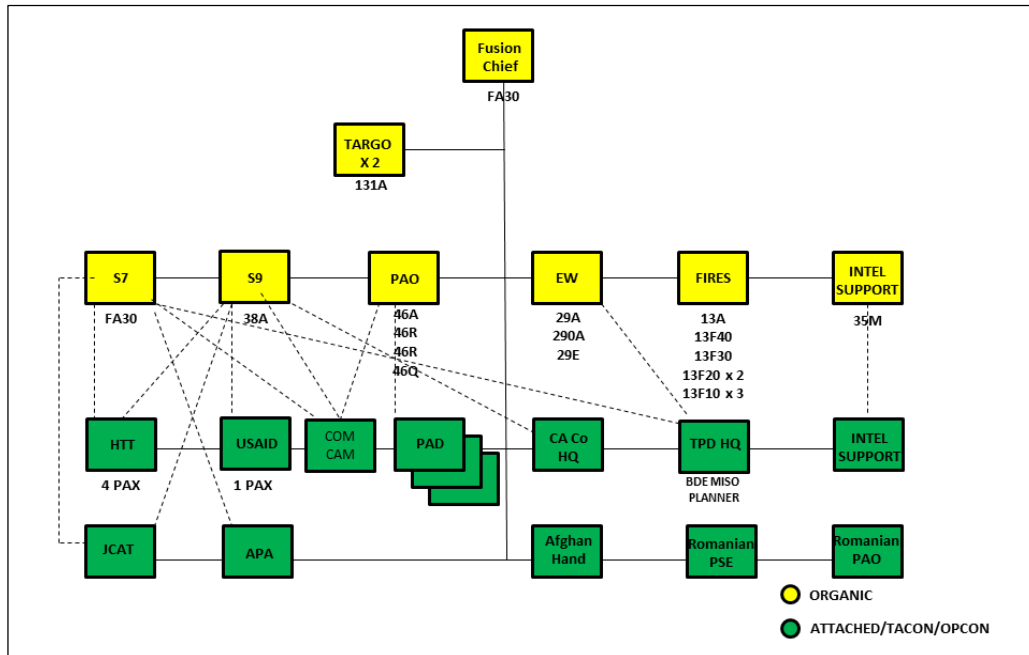 Fusion
Chief
FA30
TARGO
X 2
131A
S7
S9
PAO
EW
FIRES
INTEL
SUPPORT
FA30
38A
46A
46R
46R
46Q
29A
290A
29E
13A
13F40
13F30
13F20 x 2
13F10 x 3
35M
HTT
USAID
COM
CAM
PAD
CA Co
HQ
TPD HQ
INTEL
SUPPORT
4 PAX
1 PAX
BDE MISO
PLANNER
JCAT
APA
Afghan
Hand
Romanian
PSE
Romanian
PAO
ORGANIC
ATTACHED/TACON/OPCON